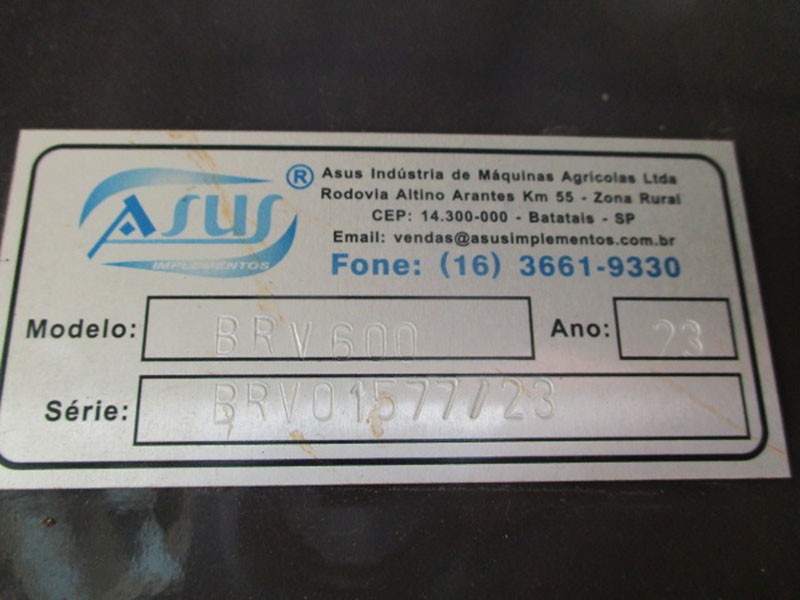 ASUS
IMPLEMENTOS
®
Asus Indústria de Máquinas Agrícolas Ltda
Rodovia Altino Arantes Km 55 - Zona Rural
CEP: 14.300-000 - Batatais - SP
Email: vendas@asusimplementos.com.br
Fone: (16) 3661-9330
Modelo: BRV600 Ano: 23
Série: BRV01577/23